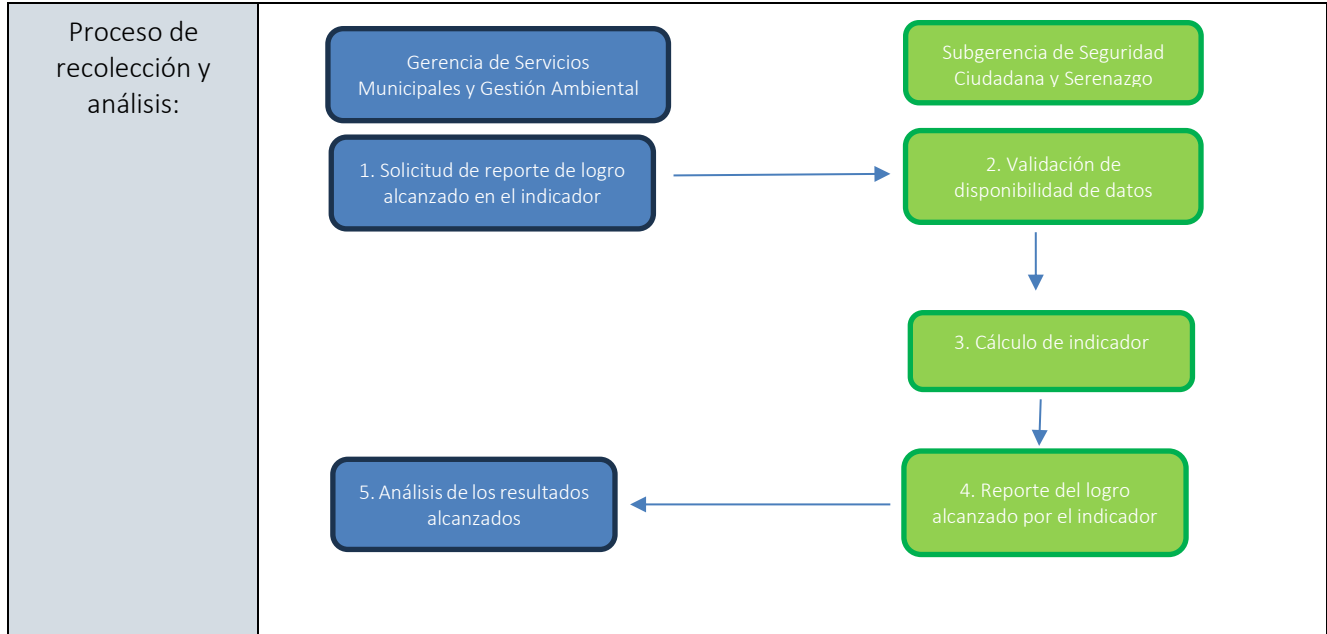 Proceso de
recolección y
análisis:
Gerencia de Servicios
Municipales y Gestión Ambiental
Subgerencia de Seguridad
Ciudadana y Serenazgo
1. Solicitud de reporte de logro
alcanzado en el indicador
2. Validación de
disponibilidad de datos
3. Cálculo de indicador
4. Reporte del logro
alcanzado por el indicador
5. Análisis de los resultados
alcanzados